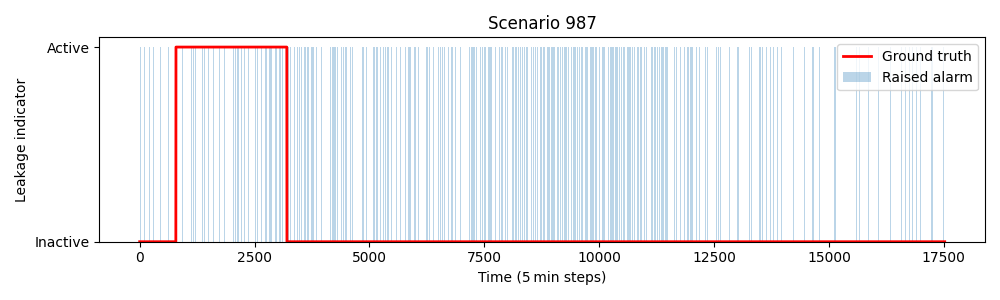 Scenario 987
Active
Inactive
Leakage indicator
Ground truth
Raised alarm
0
2500
5000
7500
10000
12500
15000
17500
Time (5 min steps)